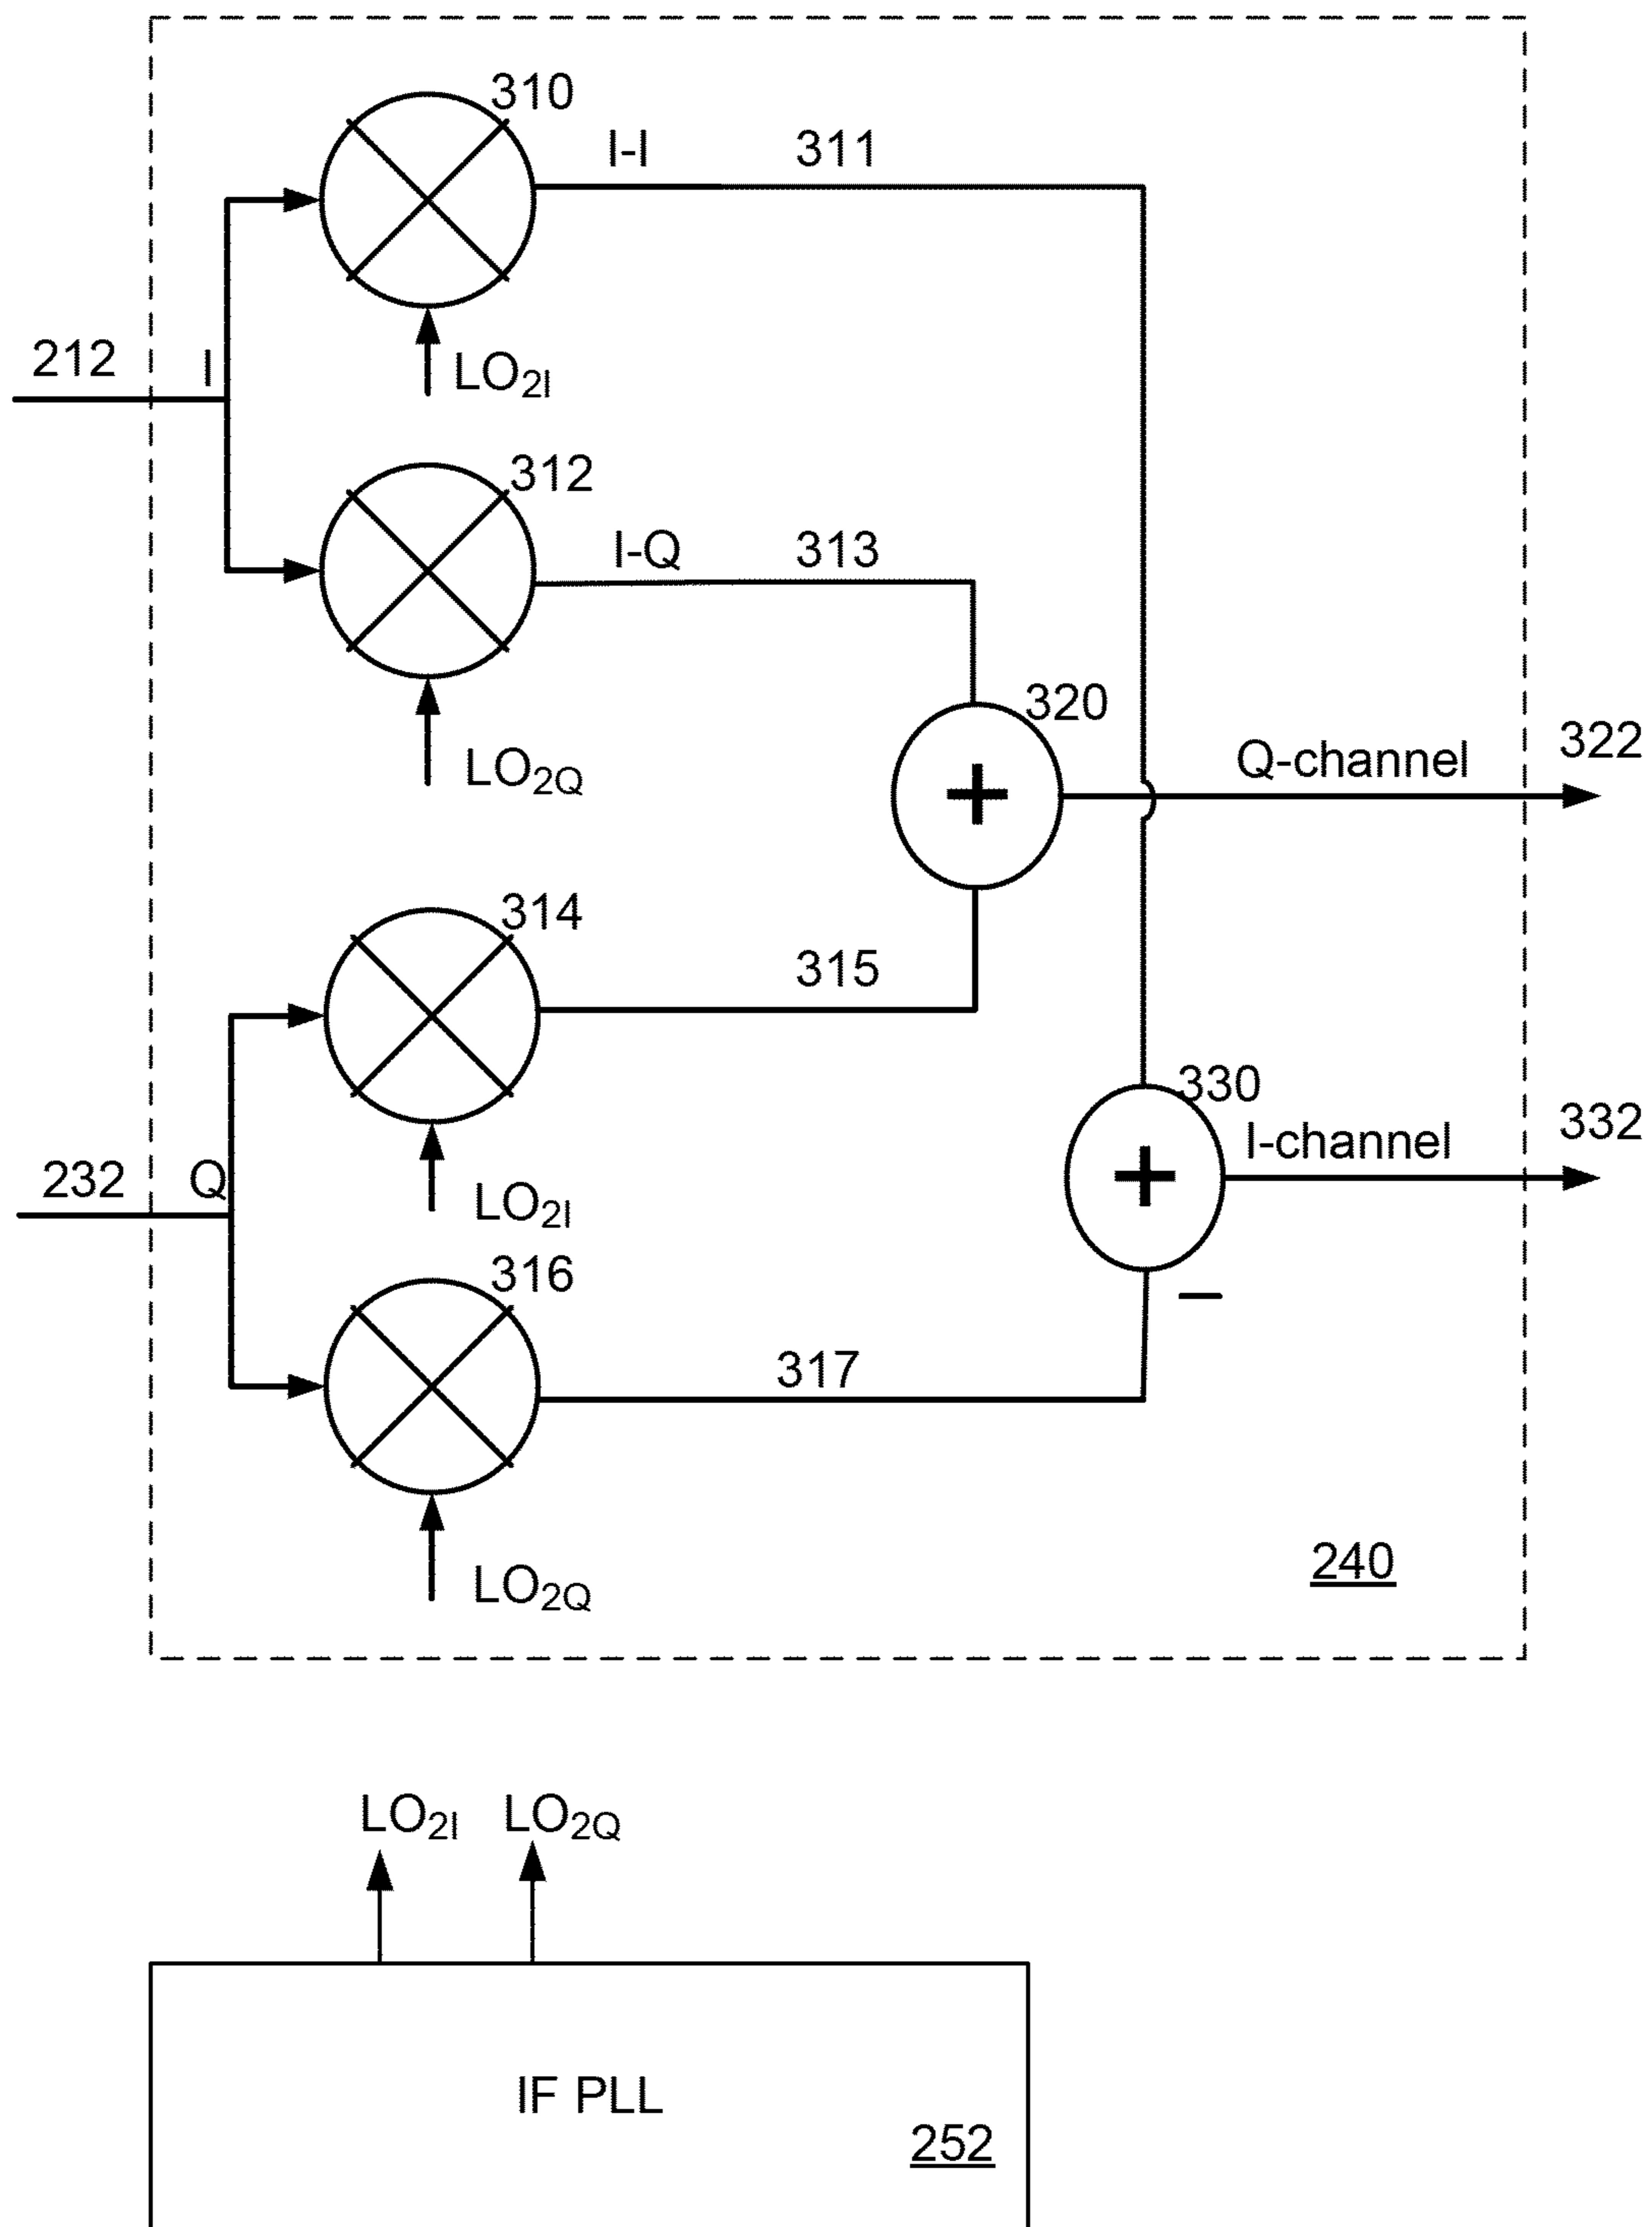 310
I-I 311
212 I
LO2I
312
I-Q 313
LO2Q
320
Q-channel 322
314
315
232 Q
LO2I
330
I-channel 332
316
317
LO2Q
240
LO2I LO2Q
IF PLL
252